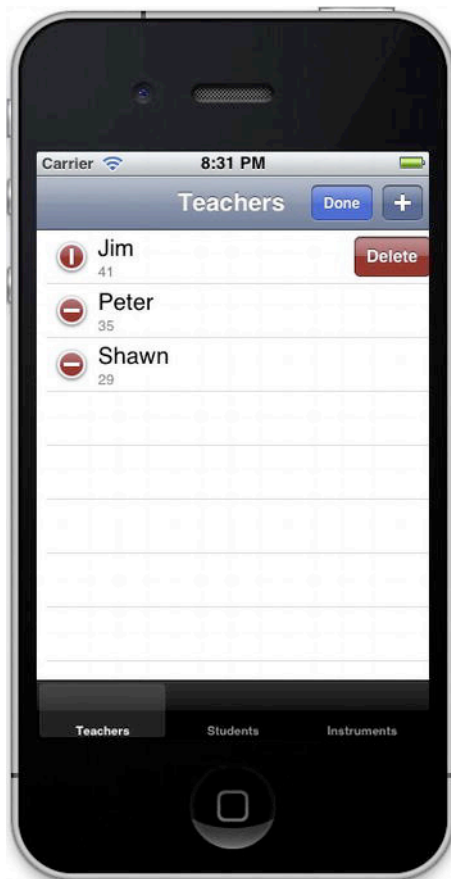 Carrier 8:31 PM
Teachers Done +
Jim Delete
41
Peter
35
Shawn
29
Teachers Students Instruments